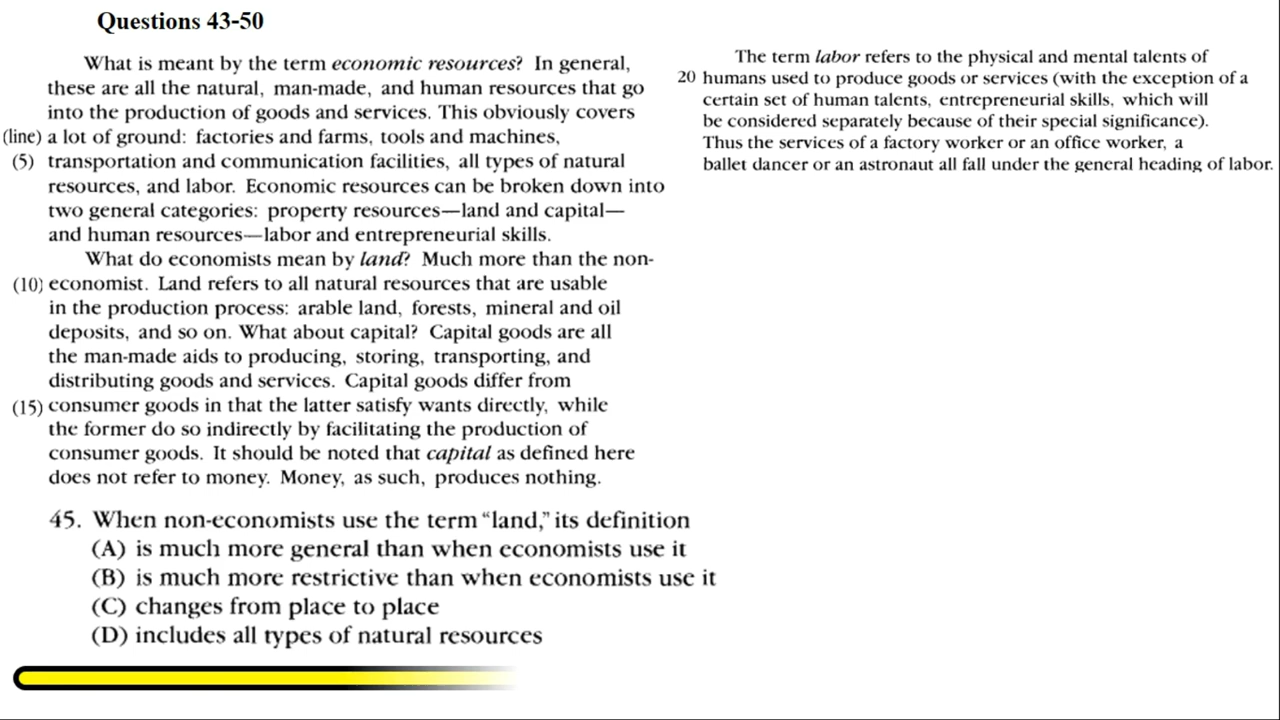 Questions 43-50
What is meant by the term economic resources? In general,
these are all the natural, man-made, and human resources that go
into the production of goods and services. This obviously covers
(line) a lot of ground: factories and farms, tools and machines,
(5) transportation and communication facilities, all types of natural
resources, and labor. Economic resources can be broken down into
two general categories: property resources—land and capital—
and human resources—labor and entrepreneurial skills.
What do economists mean by land? Much more than the non-
(10) economist. Land refers to all natural resources that are usable
in the production process: arable land, forests, mineral and oil
deposits, and so on. What about capital? Capital goods are all
the man-made aids to producing, storing, transporting, and
distributing goods and services. Capital goods differ from
(15) consumer goods in that the latter satisfy wants directly, while
the former do so indirectly by facilitating the production of
consumer goods. It should be noted that capital as defined here
does not refer to money. Money, as such, produces nothing.
The term labor refers to the physical and mental talents of
20 humans used to produce goods or services (with the exception of a
certain set of human talents, entrepreneurial skills, which will
be considered separately because of their special significance).
Thus the services of a factory worker or an office worker, a
ballet dancer or an astronaut all fall under the general heading of labor.
45. When non-economists use the term “land,” its definition
(A) is much more general than when economists use it
(B) is much more restrictive than when economists use it
(C) changes from place to place
(D) includes all types of natural resources